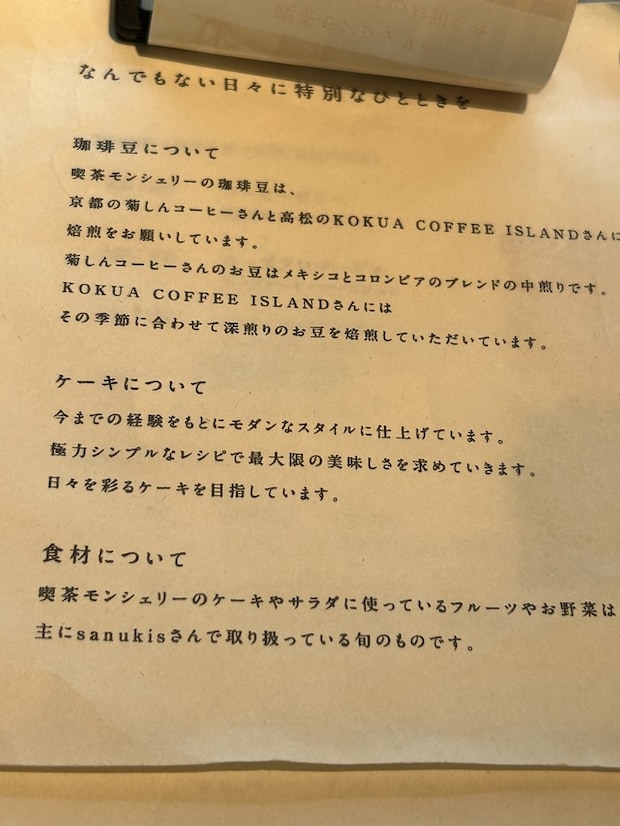 なんでもない日々に特別なひとときを
珈琲豆について
喫茶モンシェリーの珈琲豆は、
京都の菊しんコーヒーさんと高松のKOKUA COFFEE ISLANDさんに
焙煎をお願いしています。
菊しんコーヒーさんのお豆はメキシコとコロンビアのブレンドの中煎りです。
KOKUA COFFEE ISLANDさんには
その季節に合わせて深煎りのお豆を焙煎していただいています。
ケーキについて
今までの経験をもとにモダンなスタイルに仕上げています。
極力シンプルなレシピで最大限の美味しさを求めていきます。
日々を彩るケーキを目指しています。
食材について
喫茶モンシェリーのケーキやサラダに使っているフルーツやお野菜は
主にsanukisさんで取り扱っている旬のものです。